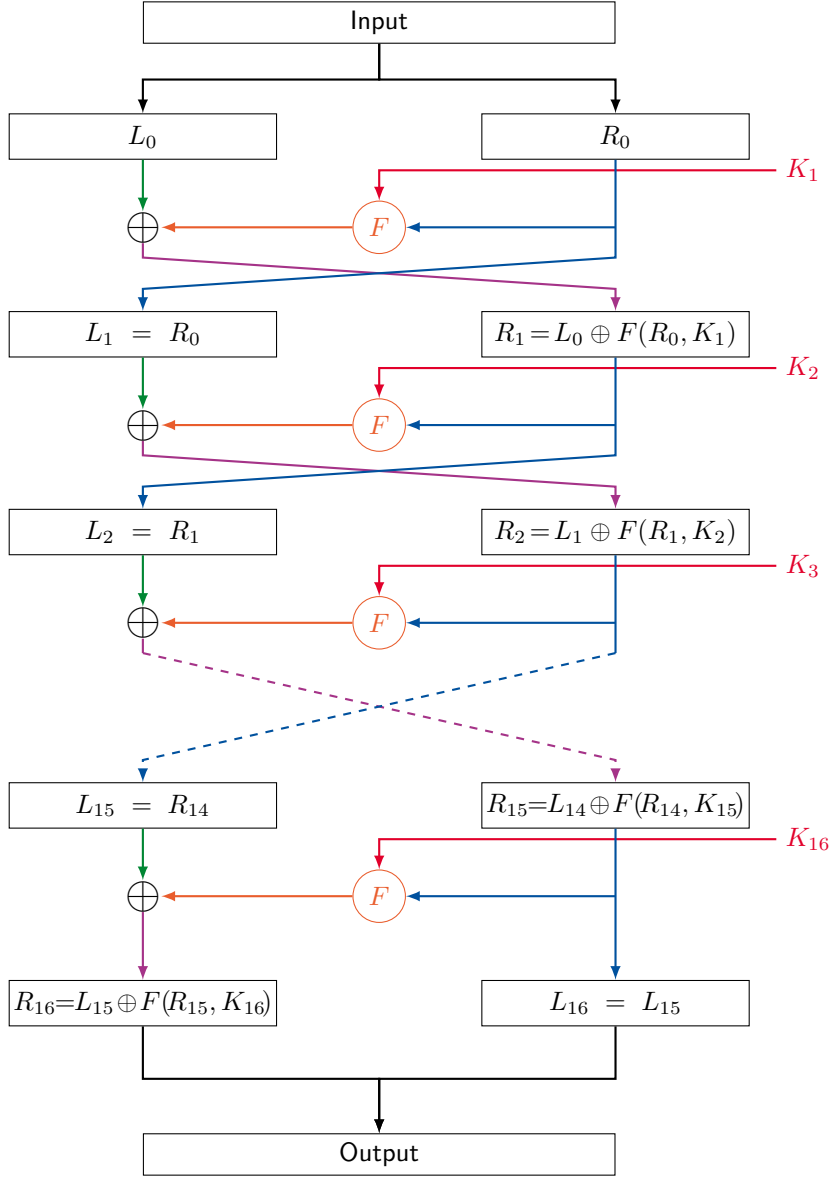 Input
L₀
R₀
K₁
F
L₁ = R₀
R₁=L₀ ⊕ F(R₀, K₁)
K₂
F
L₂ = R₁
R₂=L₁ ⊕ F(R₁, K₂)
K₃
F
L₁₅ = R₁₄
R₁₅=L₁₄⊕F(R₁₄, K₁₅)
K₁₆
F
R₁₆=L₁₅⊕F(R₁₅, K₁₆)
L₁₆ = L₁₅
Output